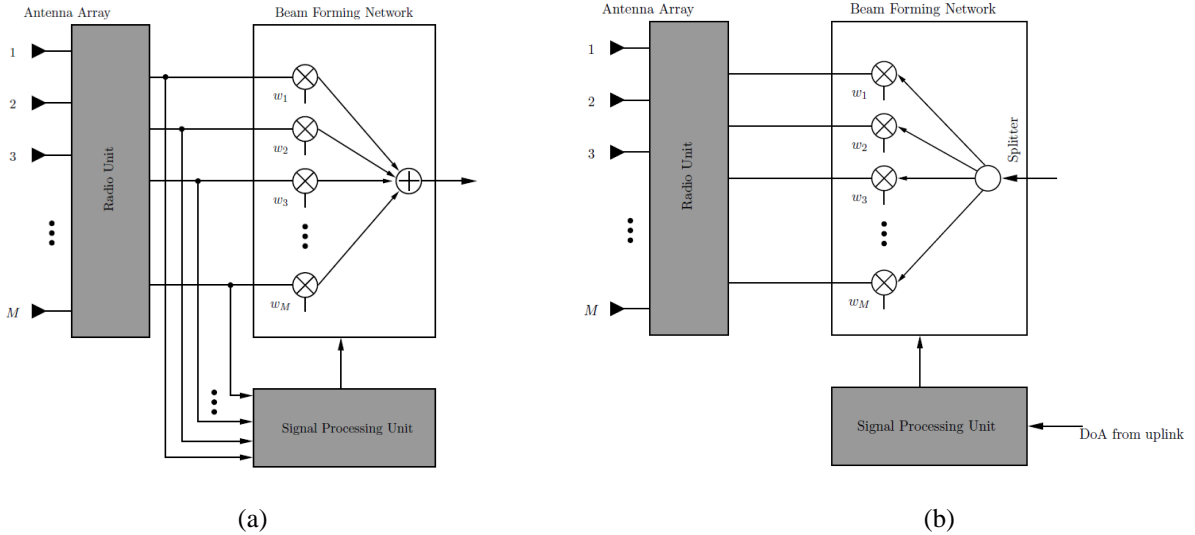 Antenna Array
Beam Forming Network
1
2
3
M
Radio Unit
w1
w2
w3
wM
Signal Processing Unit
(a)
Antenna Array
Beam Forming Network
1
2
3
M
Radio Unit
w1
w2
w3
wM
Splitter
Signal Processing Unit
DoA from uplink
(b)